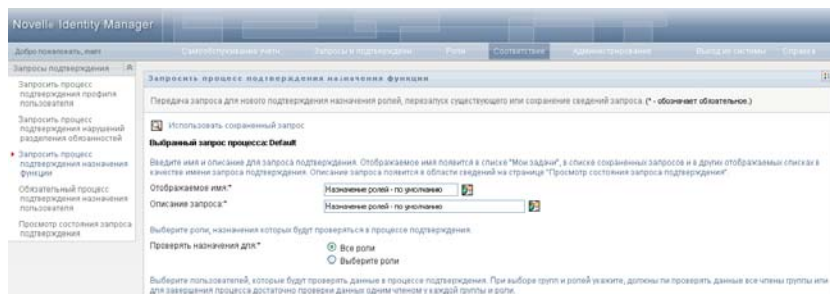 Novell® Identity Manager
Добро пожаловать,
Самообслуживание учетн. Запросы и подтвержден. Роли Соответствие Администрирование Выход из системы Справка
Запросы подтверждения
Запросить процесс
подтверждения профиля
пользователя
Запросить процесс
подтверждения нарушений
разделения обязанностей
Запросить процесс
подтверждения назначения
функции
Обязательный процесс
подтверждения назначения
пользователя
Просмотр состояния запроса
подтверждения
Запросить процесс подтверждения назначения функции
Передача запроса для нового подтверждения назначения ролей, перезапуск существующего или сохранение сведений запроса. (* - обозначает обязательное.)
Использовать сохраненный запрос
Выбранный запрос процесса: Default
Введите имя и описание для запроса подтверждения. Отображаемое имя появится в списке "Мои задачи", в списке сохраненных запросов и в других отображаемых списках в
качестве имени запроса подтверждения. Описание запроса появится в области сведений на странице "Просмотр состояния запроса подтверждения"
Отображаемое имя:*
Назначение ролей - по умолчанию
Описание запроса:*
Назначение ролей - по умолчанию
Выберите роли, назначения которых будут проверяться в процессе подтверждения.
Проверять назначения для:*
Все роли
Выберите роли
Выберите пользователей, которые будут проверять данные в процессе подтверждения. При выборе групп и ролей укажите, должны ли проверять данные все члены группы или
для завершения процесса достаточно проверки данных одним членом у каждой группы и роли.